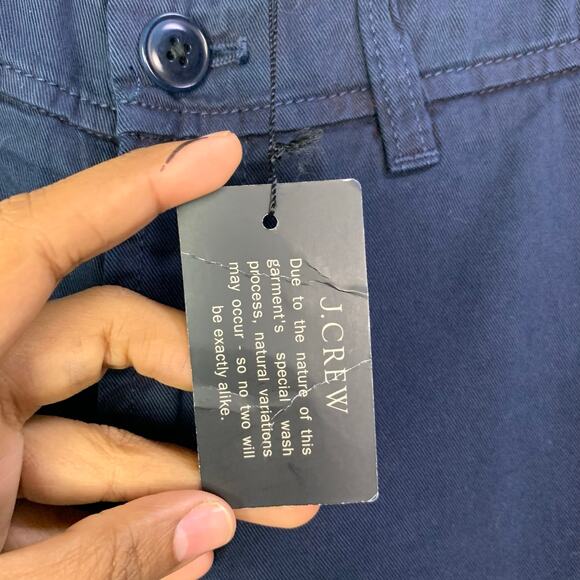 J.CREW
Due to the nature of this
garment's special wash
process, natural variations
may occur - so no two will
be exactly alike.